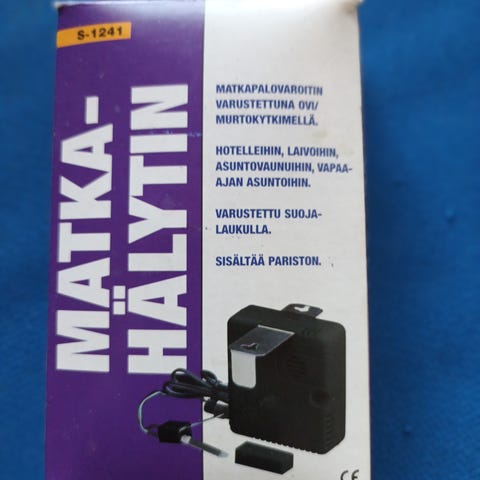 S-1241
MATKA-
HÄLYTIN
MATKAPALOVAROITIN
VARUSTETTUNA OVI/
MURTOKYTKIMELLÄ.
HOTELLEIHIN, LAIVOIHIN,
ASUNTOVAUNUIHIN, VAPAA-
AJAN ASUNTOIHIN.
VARUSTETTU SUOJA-
LAUKULLA.
SISÄLTÄÄ PARISTON.
CE